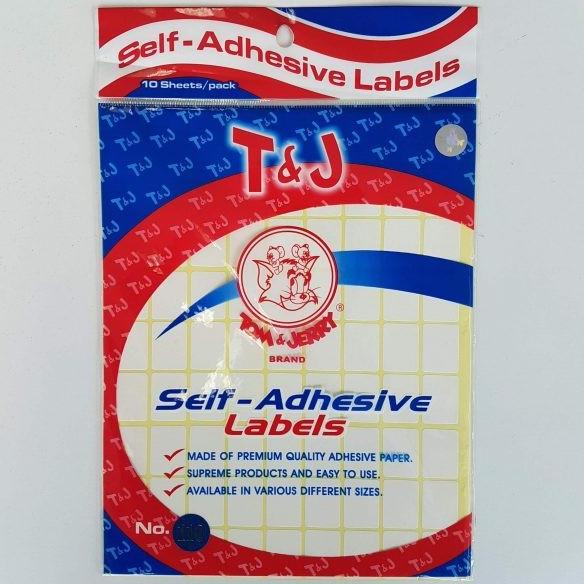 Self-Adhesive Labels
10 Sheets/pack
T&J
TOM & JERRY ®
BRAND
Self-Adhesive
Labels
MADE OF PREMIUM QUALITY ADHESIVE PAPER.
SUPREME PRODUCTS AND EASY TO USE.
AVAILABLE IN VARIOUS DIFFERENT SIZES.
No.
T&J